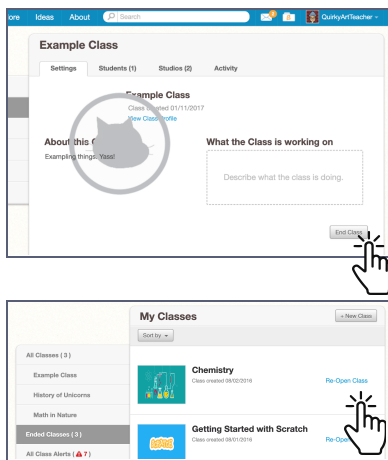 ore Ideas About Search QuirkyArtTeacher
Example Class
Settings Students (1) Studios (2) Activity
Example Class
Class created 01/11/2017
View Class Profile
About this What the Class is working on
Exampling things. Yass!
Describe what the class is doing.
End Class
My Classes + New Class
Sort by
All Classes ( 3 )
Example Class
History of Unicorns
Math in Nature
Ended Classes ( 3 )
All Class Alerts ( 7 )
Chemistry
Class created 09/02/2016 Re-Open Class
Getting Started with Scratch
Class created 09/01/2016 Re-Open